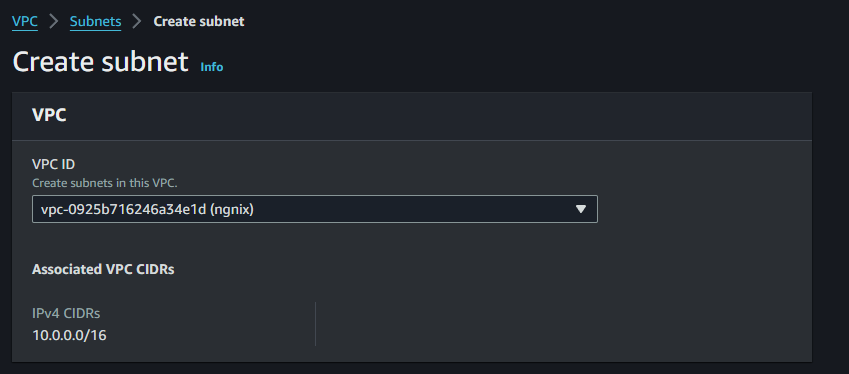 VPC > Subnets > Create subnet
Create subnet Info
VPC
VPC ID
Create subnets in this VPC.
vpc-0925b716246a34e1d (ngnix)
Associated VPC CIDRs
IPv4 CIDRs
10.0.0.0/16